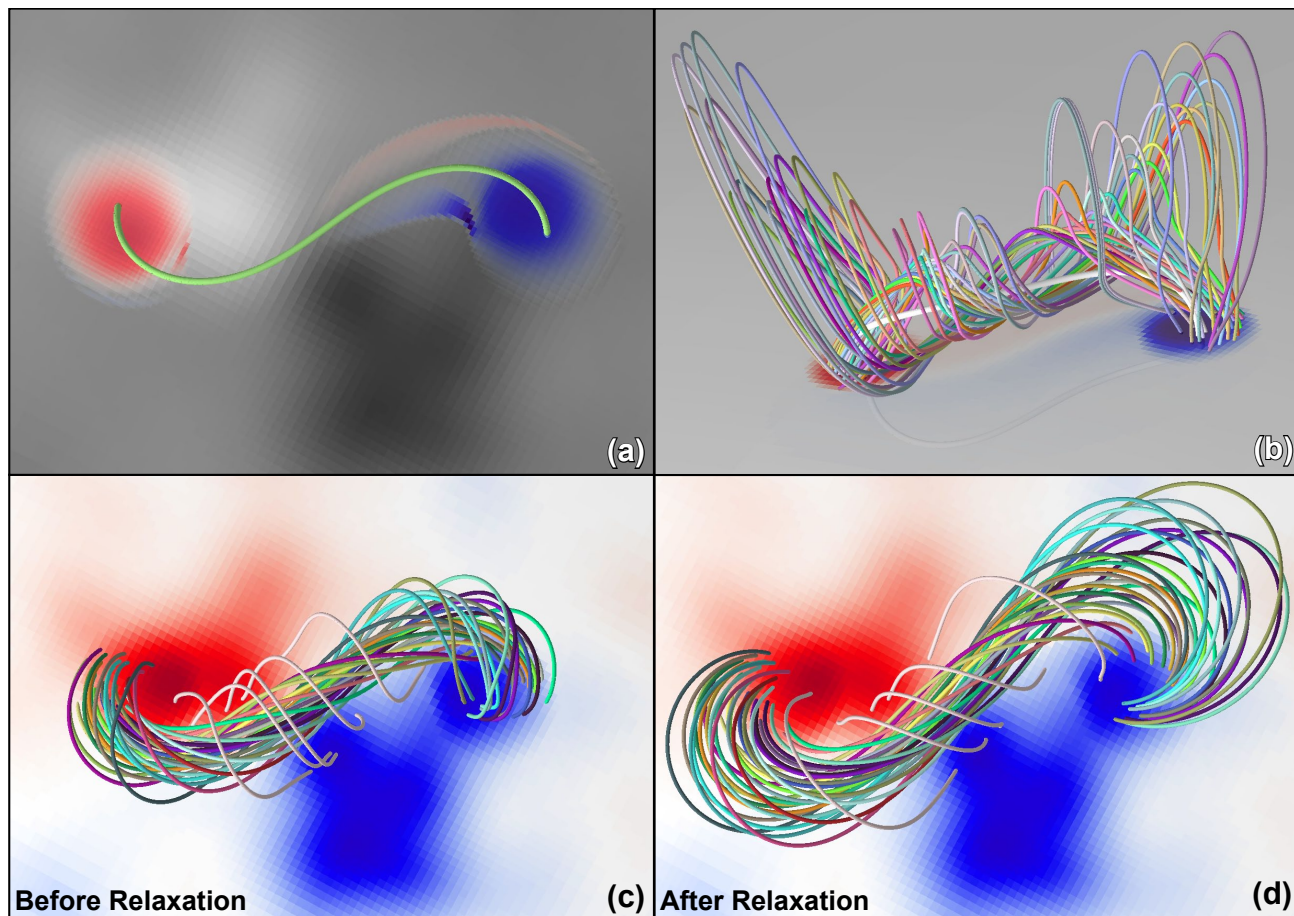 (a)
(b)
Before Relaxation
(c)
After Relaxation
(d)